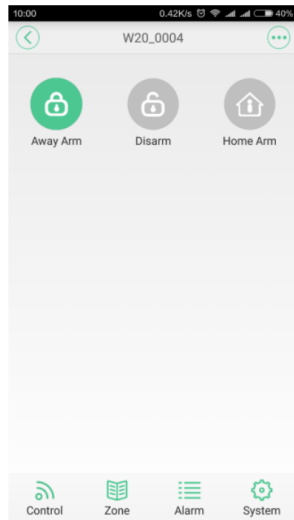 10:00 0.42K/s 40%
W20_0004
Away Arm Disarm Home Arm
Control Zone Alarm System